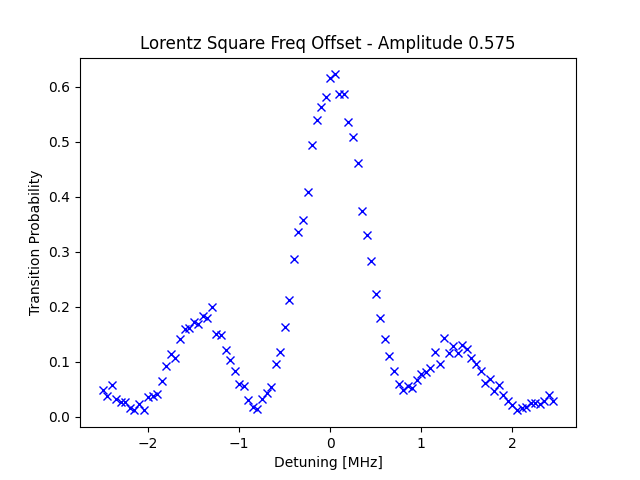 Lorentz Square Freq Offset - Amplitude 0.575
0.6
0.5
0.4
0.3
0.2
0.1
0.0
Transition Probability
−2 −1 0 1 2
Detuning [MHz]